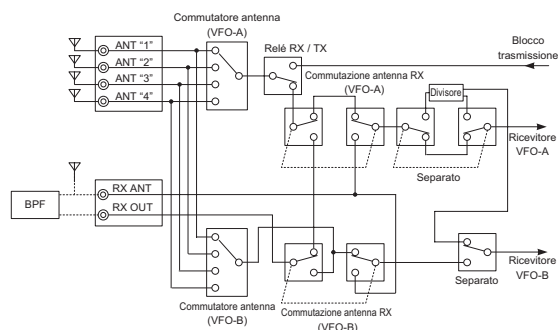 Commutatore antenna
(VFO-A)
ANT “1”
ANT “2”
ANT “3”
ANT “4”
Relé RX / TX
Blocco
trasmissione
Commutazione antenna RX
(VFO-A)
Divisore
Ricevitore
VFO-A
Separato
RX ANT
RX OUT
BPF
Commutatore antenna
(VFO-B)
Commutazione antenna RX
(VFO-B)
Separato
Ricevitore
VFO-B